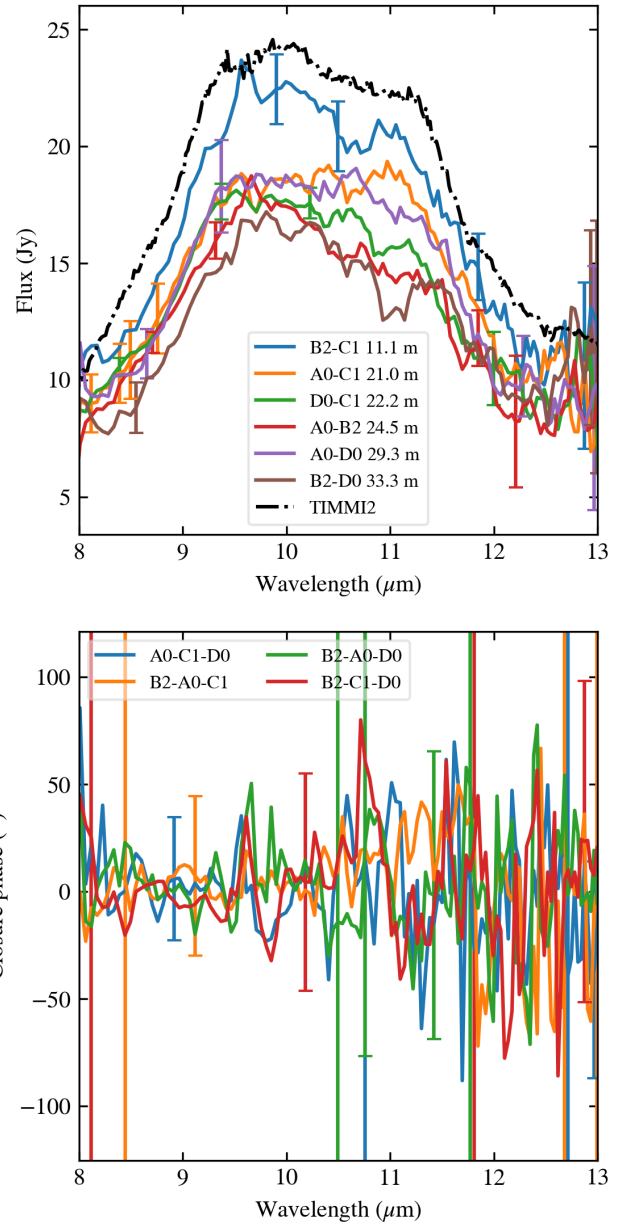 25
20
15
10
5
Flux (Jy)
B2-C1 11.1 m
A0-C1 21.0 m
D0-C1 22.2 m
A0-B2 24.5 m
A0-D0 29.3 m
B2-D0 33.3 m
TIMMI2
8 9 10 11 12 13
Wavelength (μm)
A0-C1-D0 B2-A0-D0
B2-A0-C1 B2-C1-D0
100
50
0
−50
−100
phase
8 9 10 11 12 13
Wavelength (μm)